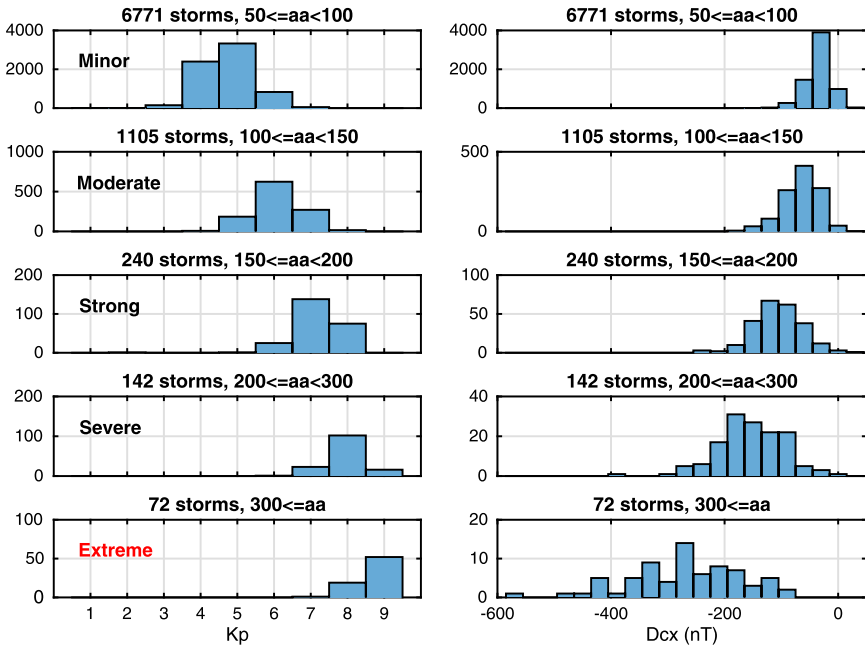 6771 storms, 50<=aa<100
6771 storms, 50<=aa<100
4000
2000
0
Minor
4000
2000
0
1105 storms, 100<=aa<150
1105 storms, 100<=aa<150
1000
500
0
Moderate
500
0
240 storms, 150<=aa<200
240 storms, 150<=aa<200
200
100
0
Strong
100
50
0
142 storms, 200<=aa<300
142 storms, 200<=aa<300
200
100
0
Severe
40
20
0
72 storms, 300<=aa
72 storms, 300<=aa
100
50
0
Extreme
20
10
0
1 2 3 4 5 6 7 8 9
Kp
-600 -400 -200 0
Dcx (nT)